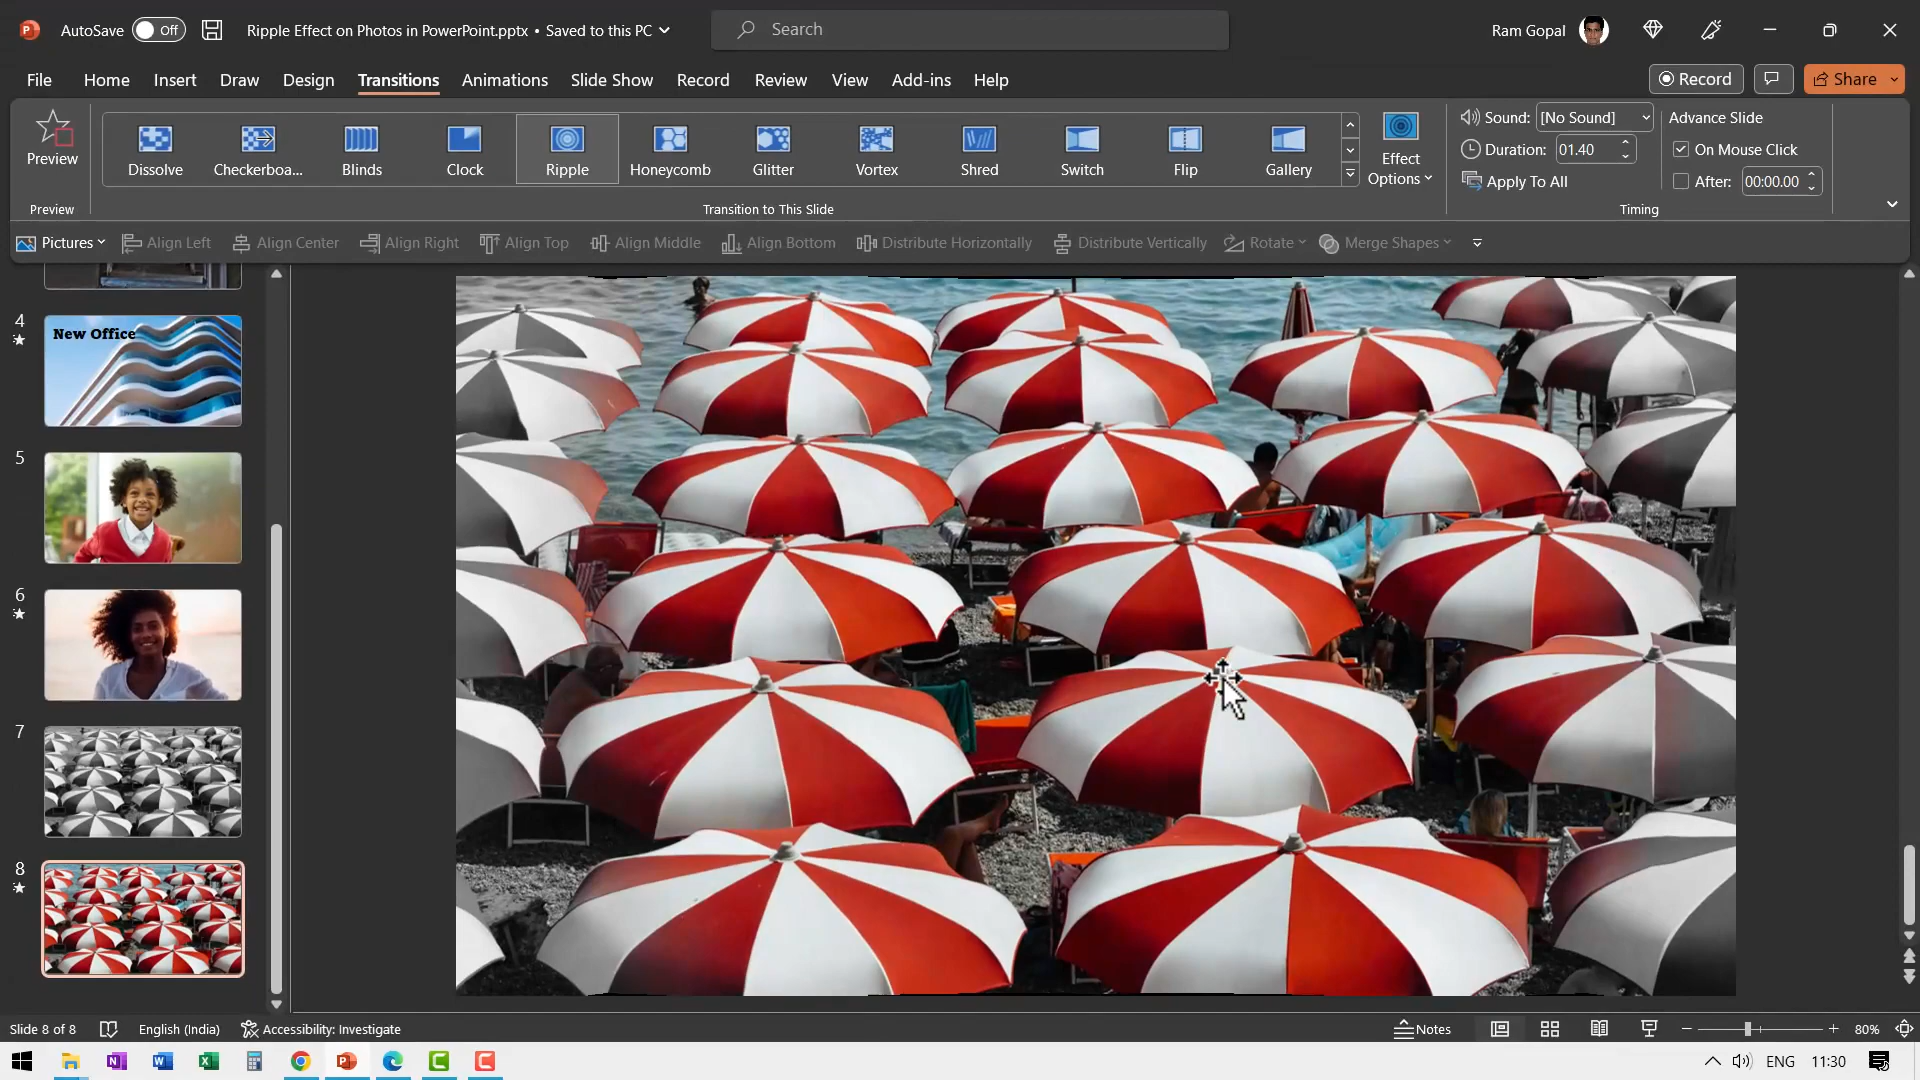 AutoSave Off Ripple Effect on Photos in PowerPoint.pptx • Saved to this PC Search Ram Gopal
File Home Insert Draw Design Transitions Animations Slide Show Record Review View Add-ins Help Record Share
Preview
Dissolve Checkerboa... Blinds Clock Ripple Honeycomb Glitter Vortex Shred Switch Flip Gallery
Effect Options
Sound: [No Sound] Advance Slide
Duration: 01.40 On Mouse Click
Apply To All After: 00:00.00
Preview Transition to This Slide Timing
Pictures Align Left Align Center Align Right Align Top Align Middle Align Bottom Distribute Horizontally Distribute Vertically Rotate Merge Shapes
4
New Office
5
6
7
8
Slide 8 of 8 English (India) Accessibility: Investigate Notes 80%
ENG 11:30